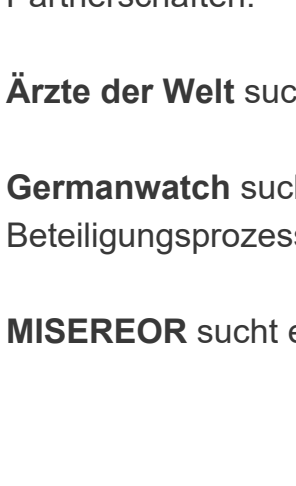 Partnerschaften.
Ärzte der Welt suc
Germanwatch such
Beteiligungsprozess
MISEREOR sucht e